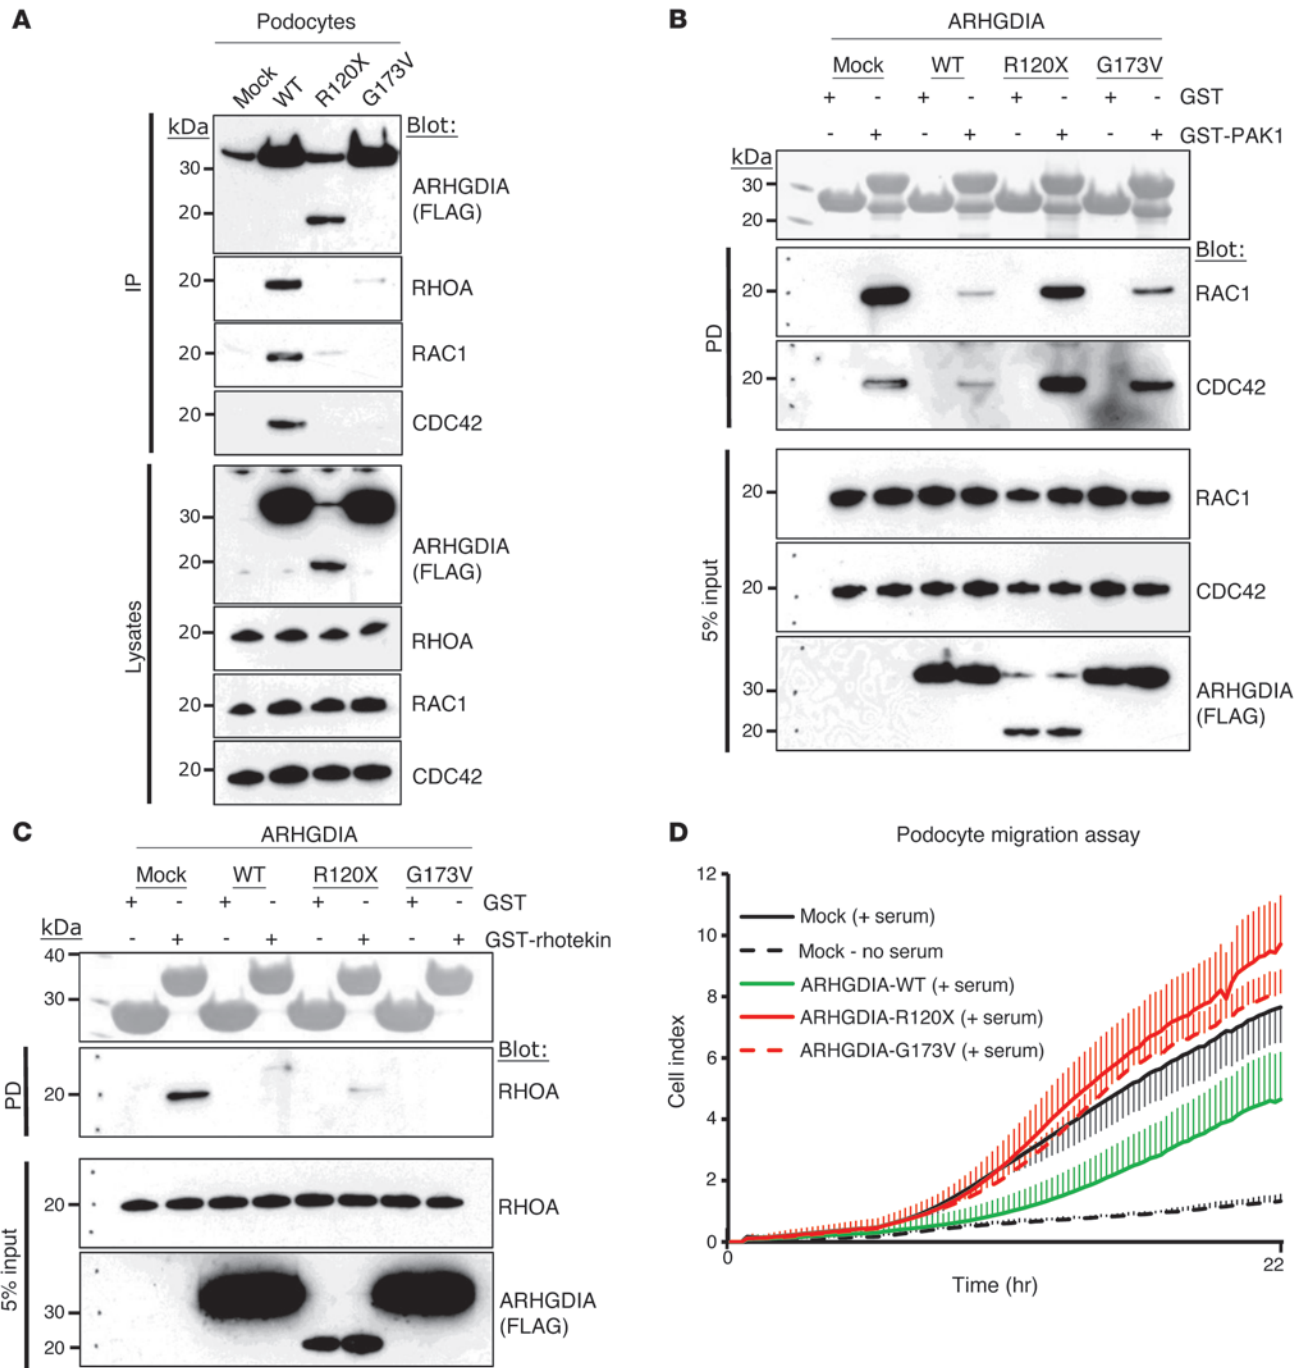 A
Podocytes
Mock WT R120X G173V
kDa Blot:
30
20
ARHGDIA
(FLAG)
IP
20 RHOA
20 RAC1
20 CDC42
30
20
ARHGDIA
(FLAG)
Lysates
20 RHOA
20 RAC1
20 CDC42
B
ARHGDIA
Mock WT R120X G173V
+ - + - + - + - GST
- + - + - + - + GST-PAK1
kDa
30
20
Blot:
PD
20 RAC1
20 CDC42
5% input
20 RAC1
20 CDC42
30
20
ARHGDIA
(FLAG)
C
ARHGDIA
Mock WT R120X G173V
+ - + - + - + - GST
- + - + - + - + GST-rhotekin
kDa
40
30
Blot:
PD
20 RHOA
5% input
20 RHOA
30
20
ARHGDIA
(FLAG)
D
Podocyte migration assay
12
10
8
6
4
2
0
Cell index
Mock (+ serum)
Mock - no serum
ARHGDIA-WT (+ serum)
ARHGDIA-R120X (+ serum)
ARHGDIA-G173V (+ serum)
0 22
Time (hr)